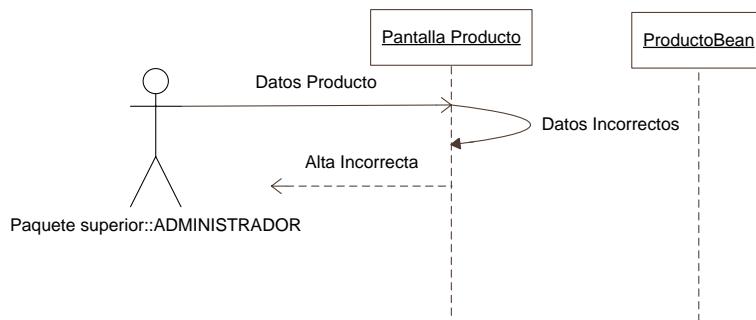 Pantalla Producto
ProductoBean
Datos Producto
Datos Incorrectos
Alta Incorrecta
Paquete superior::ADMINISTRADOR